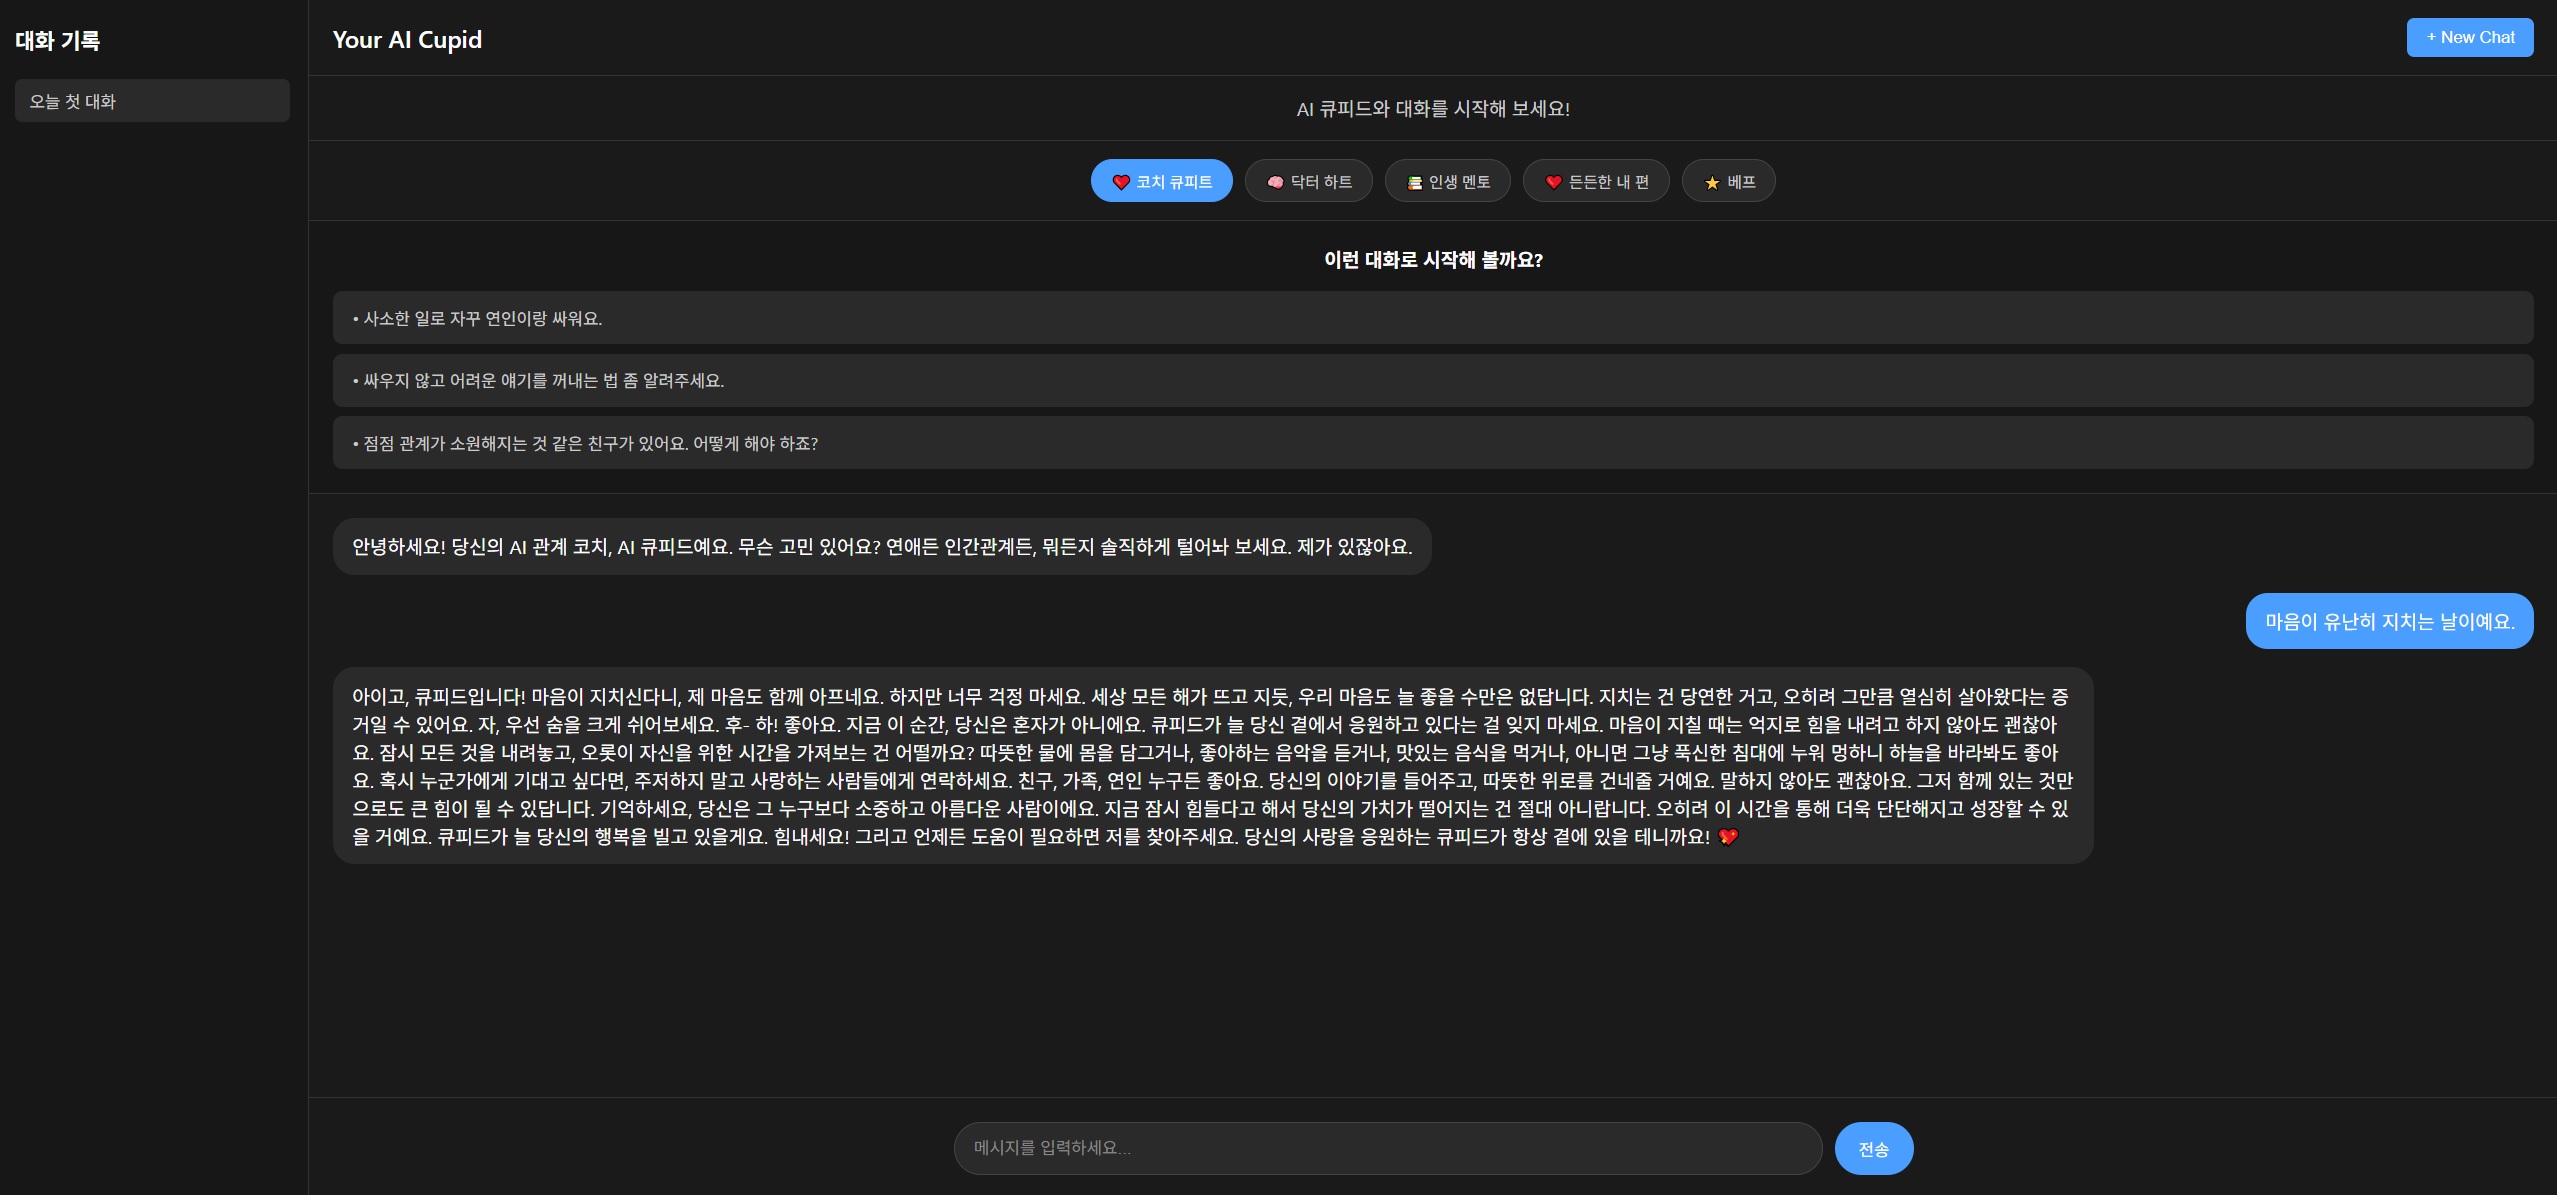 대화 기록
오늘 첫 대화
Your AI Cupid
+ New Chat
AI 큐피드와 대화를 시작해 보세요!
❤️ 코치 큐피트
🧠 닥터 하트
📚 인생 멘토
❤️ 든든한 내 편
⭐ 베프
이런 대화로 시작해 볼까요?
• 사소한 일로 자꾸 연인이랑 싸워요.
• 싸우지 않고 어려운 얘기를 꺼내는 법 좀 알려주세요.
• 점점 관계가 소원해지는 것 같은 친구가 있어요. 어떻게 해야 하죠?
안녕하세요! 당신의 AI 관계 코치, AI 큐피드예요. 무슨 고민 있어요? 연애든 인간관계든, 뭐든지 솔직하게 털어놔 보세요. 제가 있잖아요.
마음이 유난히 지치는 날이예요.
아이고, 큐피드입니다! 마음이 지치신다니, 제 마음도 함께 아프네요. 하지만 너무 걱정 마세요. 세상 모든 해가 뜨고 지듯, 우리 마음도 늘 좋을 수만은 없답니다. 지치는 건 당연한 거고, 오히려 그만큼 열심히 살아왔다는 증
거일 수 있어요. 자, 우선 숨을 크게 쉬어보세요. 후- 하! 좋아요. 지금 이 순간, 당신은 혼자가 아니에요. 큐피드가 늘 당신 곁에서 응원하고 있다는 걸 잊지 마세요. 마음이 지칠 때는 억지로 힘을 내려고 하지 않아도 괜찮아
요. 잠시 모든 것을 내려놓고, 오롯이 자신을 위한 시간을 가져보는 건 어떨까요? 따뜻한 물에 몸을 담그거나, 좋아하는 음악을 듣거나, 맛있는 음식을 먹거나, 아니면 그냥 푹신한 침대에 누워 멍하니 하늘을 바라봐도 좋아
요. 혹시 누군가에게 기대고 싶다면, 주저하지 말고 사랑하는 사람들에게 연락하세요. 친구, 가족, 연인 누구든 좋아요. 당신의 이야기를 들어주고, 따뜻한 위로를 건네줄 거예요. 말하지 않아도 괜찮아요. 그저 함께 있는 것만
으로도 큰 힘이 될 수 있답니다. 기억하세요, 당신은 그 누구보다 소중하고 아름다운 사람이에요. 지금 잠시 힘들다고 해서 당신의 가치가 떨어지는 건 절대 아니랍니다. 오히려 이 시간을 통해 더욱 단단해지고 성장할 수 있
을 거예요. 큐피드가 늘 당신의 행복을 빌고 있을게요. 힘내세요! 그리고 언제든 도움이 필요하면 저를 찾아주세요. 당신의 사랑을 응원하는 큐피드가 항상 곁에 있을 테니까요! 💖
메시지를 입력하세요...
전송